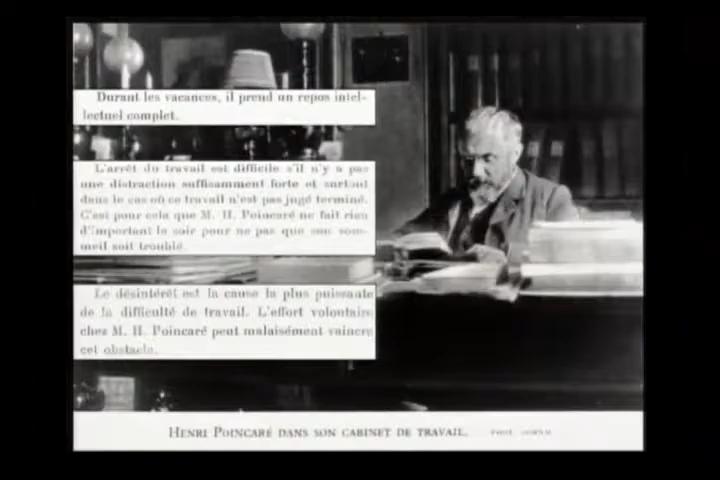 Durant les vacances, il prend un repos intel-
lectuel complet.
L'arrêt du travail est difficile s'il n'y a pas
une distraction suffisamment forte et surtout
dans le cas où ce travail n'est pas jugé terminé.
C'est pour cela que M. H. Poincaré ne fait rien
d'important le soir pour ne pas que son som-
meil soit troublé.
Le désintérêt est la cause la plus puissante
de la difficulté de travail. L'effort volontaire
chez M. H. Poincaré peut malaisément vaincre
cet obstacle.
HENRI POINCARÉ DANS SON CABINET DE TRAVAIL.